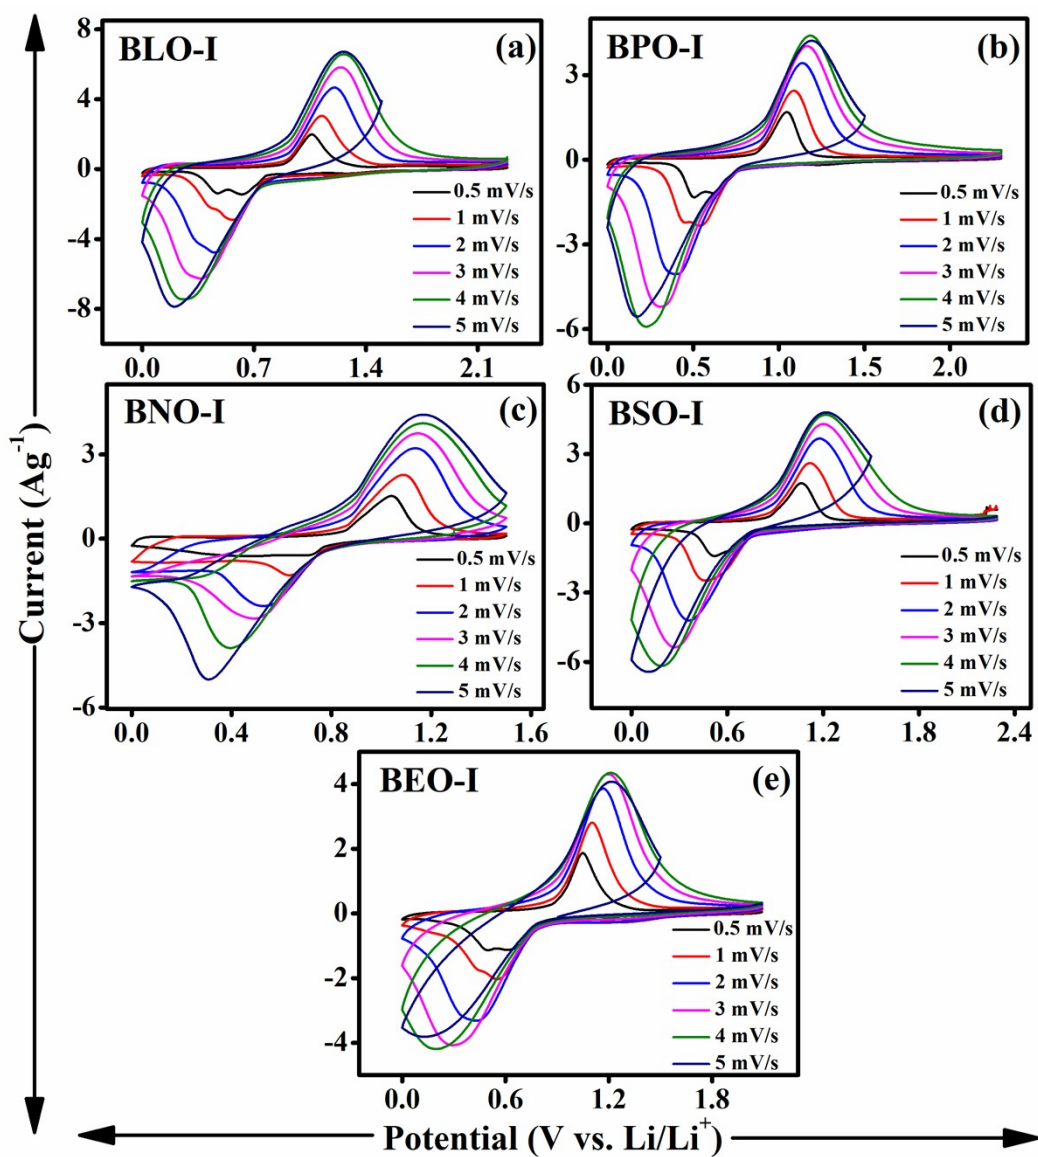 BLO-I (a)
8
4
0
-4
-8
0.5 mV/s
1 mV/s
2 mV/s
3 mV/s
4 mV/s
5 mV/s
0.0 0.7 1.4 2.1
BPO-I (b)
3
0
-3
-6
0.5 mV/s
1 mV/s
2 mV/s
3 mV/s
4 mV/s
5 mV/s
0.0 0.5 1.0 1.5 2.0
BNO-I (c)
3
0
-3
-6
0.5 mV/s
1 mV/s
2 mV/s
3 mV/s
4 mV/s
5 mV/s
0.0 0.4 0.8 1.2 1.6
BSO-I (d)
6
3
0
-3
-6
0.5 mV/s
1 mV/s
2 mV/s
3 mV/s
4 mV/s
5 mV/s
0.0 0.6 1.2 1.8 2.4
BEO-I (e)
4
2
0
-2
-4
0.5 mV/s
1 mV/s
2 mV/s
3 mV/s
4 mV/s
5 mV/s
0.0 0.6 1.2 1.8
Current (Ag⁻¹)
Potential (V vs. Li/Li⁺)